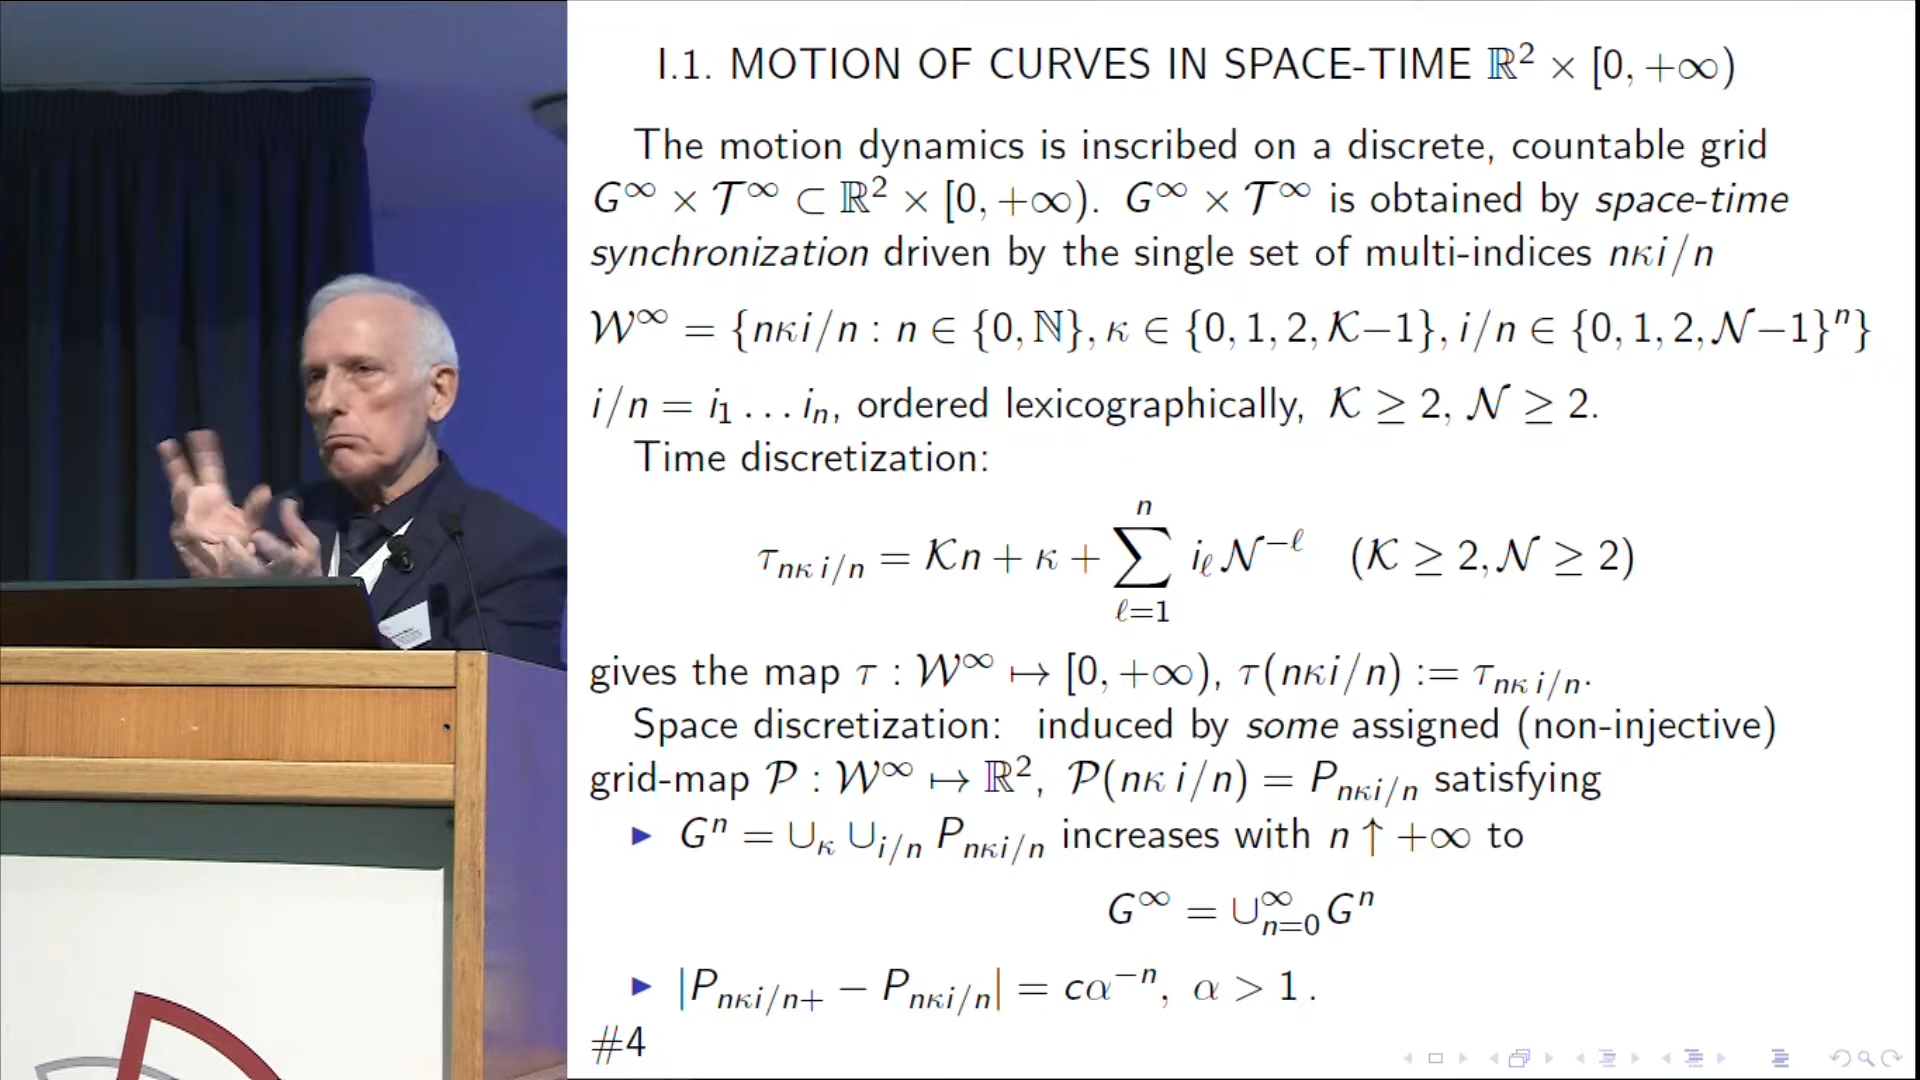 I.1. MOTION OF CURVES IN SPACE-TIME ℝ² × [0, +∞)
The motion dynamics is inscribed on a discrete, countable grid
G^∞ × 𝒯^∞ ⊂ ℝ² × [0, +∞). G^∞ × 𝒯^∞ is obtained by space-time
synchronization driven by the single set of multi-indices nκi/n
𝒲^∞ = {nκi/n : n ∈ {0, ℕ}, κ ∈ {0, 1, 2, 𝒦−1}, i/n ∈ {0, 1, 2, 𝒩−1}^n}
i/n = i_1 … i_n, ordered lexicographically, 𝒦 ≥ 2, 𝒩 ≥ 2.
Time discretization:
τ_{nκ i/n} = 𝒦n + κ + ∑_{ℓ=1}^{n} i_ℓ 𝒩^{−ℓ} (𝒦 ≥ 2, 𝒩 ≥ 2)
gives the map τ : 𝒲^∞ ↦ [0, +∞), τ(nκi/n) := τ_{nκ i/n}.
Space discretization: induced by some assigned (non-injective)
grid-map 𝒫 : 𝒲^∞ ↦ ℝ², 𝒫(nκ i/n) = P_{nκi/n} satisfying
▶ G^n = ∪_κ ∪_{i/n} P_{nκi/n} increases with n ↑ +∞ to
G^∞ = ∪_{n=0}^∞ G^n
▶ |P_{nκi/n+} − P_{nκi/n}| = cα^{−n}, α > 1 .
#4